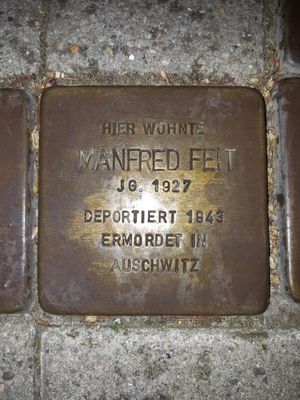 HIER WOHNTE
MANFRED FEIT
JG. 1927
DEPORTIERT 1943
ERMORDET IN
AUSCHWITZ